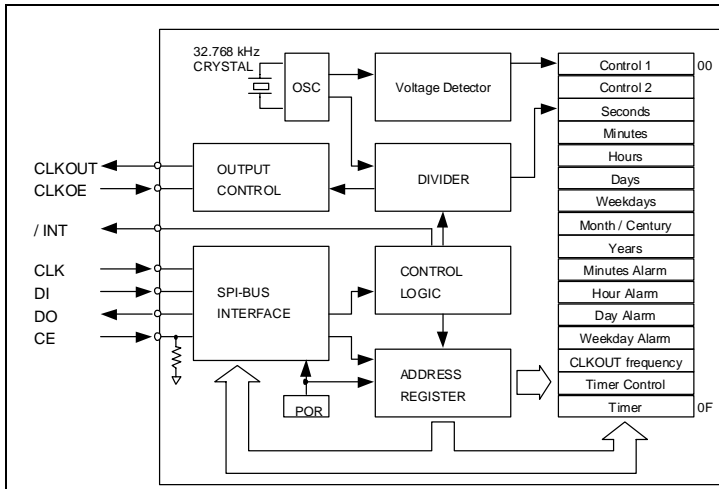 32.768 kHz
CRYSTAL
OSC
Voltage Detector
CLKOUT
CLKOE
OUTPUT
CONTROL
DIVIDER
/ INT
CLK
DI
DO
CE
SPI-BUS
INTERFACE
CONTROL
LOGIC
ADDRESS
REGISTER
POR
Control 1
00
Control 2
Seconds
Minutes
Hours
Days
Weekdays
Month / Century
Years
Minutes Alarm
Hour Alarm
Day Alarm
Weekday Alarm
CLKOUT frequency
Timer Control
Timer
0F